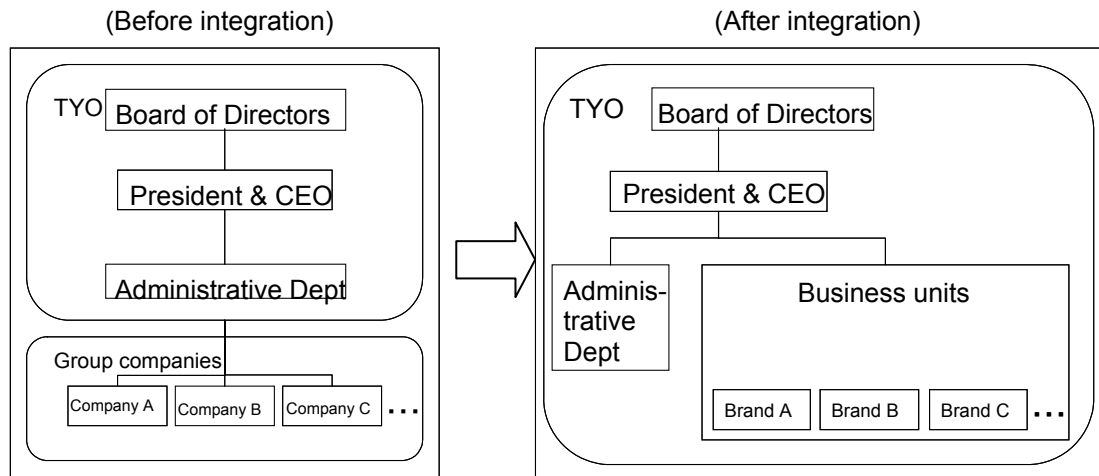 (Before integration)
TYO
Board of Directors
President & CEO
Administrative Dept
Group companies
Company A
Company B
Company C
...
(After integration)
TYO
Board of Directors
President & CEO
Adminis-
trative
Dept
Business units
Brand A
Brand B
Brand C
...